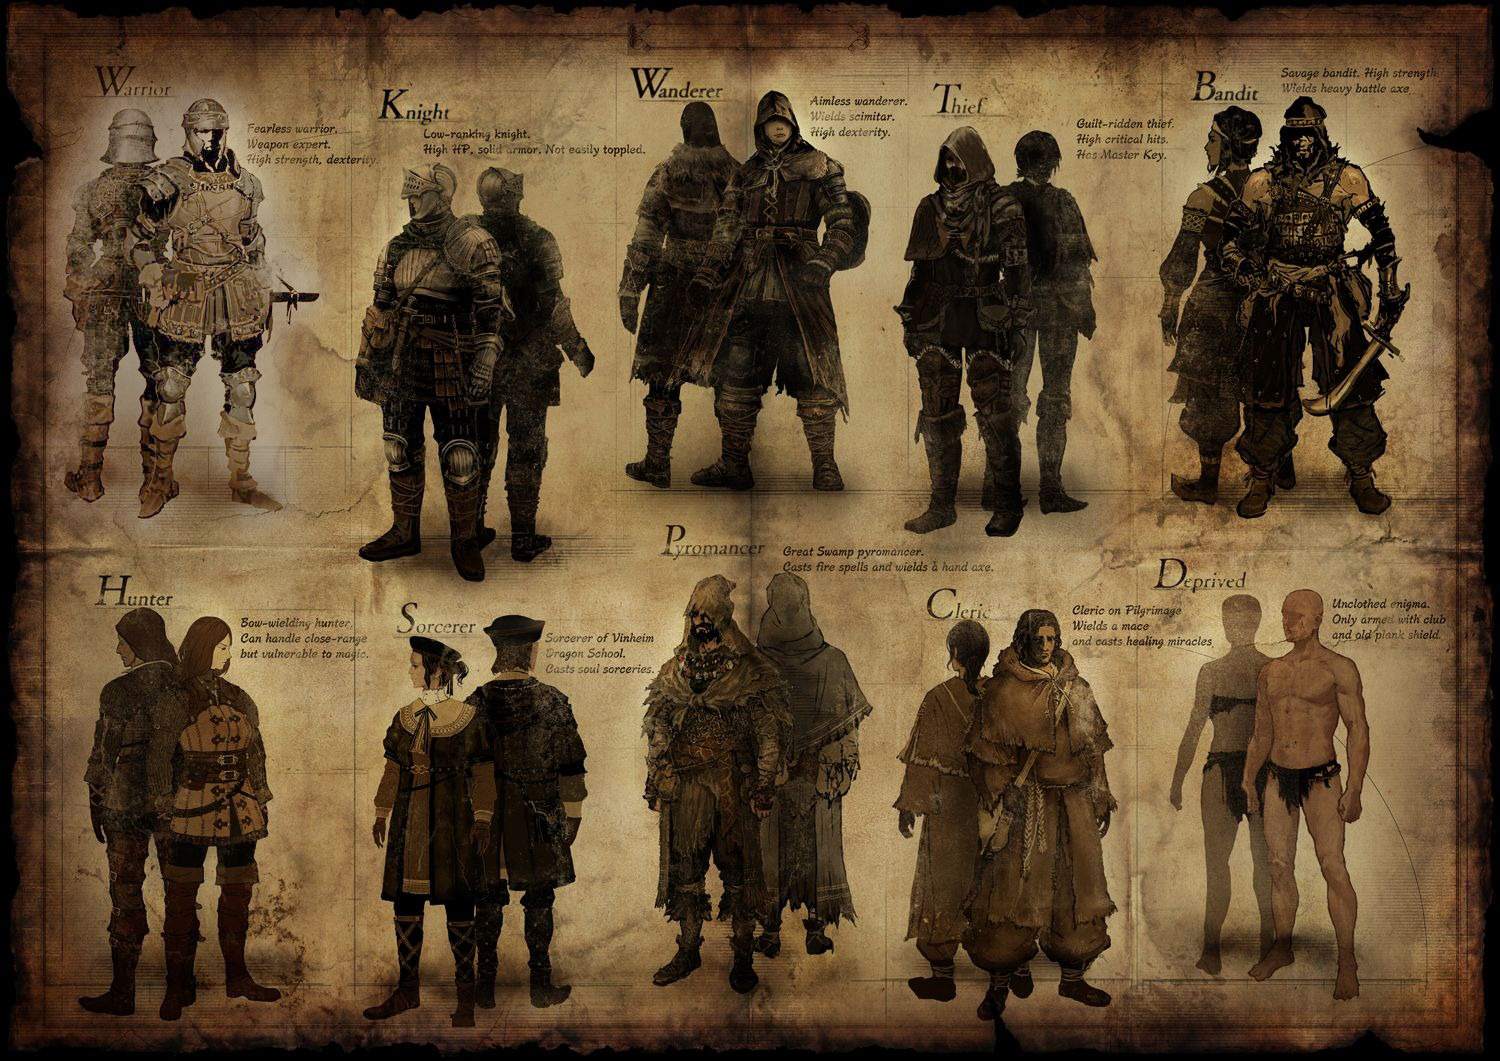 Warrior
Fearless warrior.
Weapon expert.
High strength, dexterity.
Knight
Low-ranking knight.
High HP, solid armor. Not easily toppled.
Wanderer
Aimless wanderer.
Wields scimitar.
High dexterity.
Thief
Guilt-ridden thief.
High critical hits.
Has Master Key.
Bandit
Savage bandit. High strength.
Wields heavy battle axe
Hunter
Bow-wielding hunter,
Can handle close-range
but vulnerable to magic.
Sorcerer
Sorcerer of Vinheim
Dragon School.
Casts soul sorceries.
Pyromancer
Great Swamp pyromancer.
Casts fire spells and wields a hand axe.
Cleric
Cleric on Pilgrimage
Wields a mace
and casts healing miracles
Deprived
Unclothed enigma.
Only armed with club
and old plank shield.